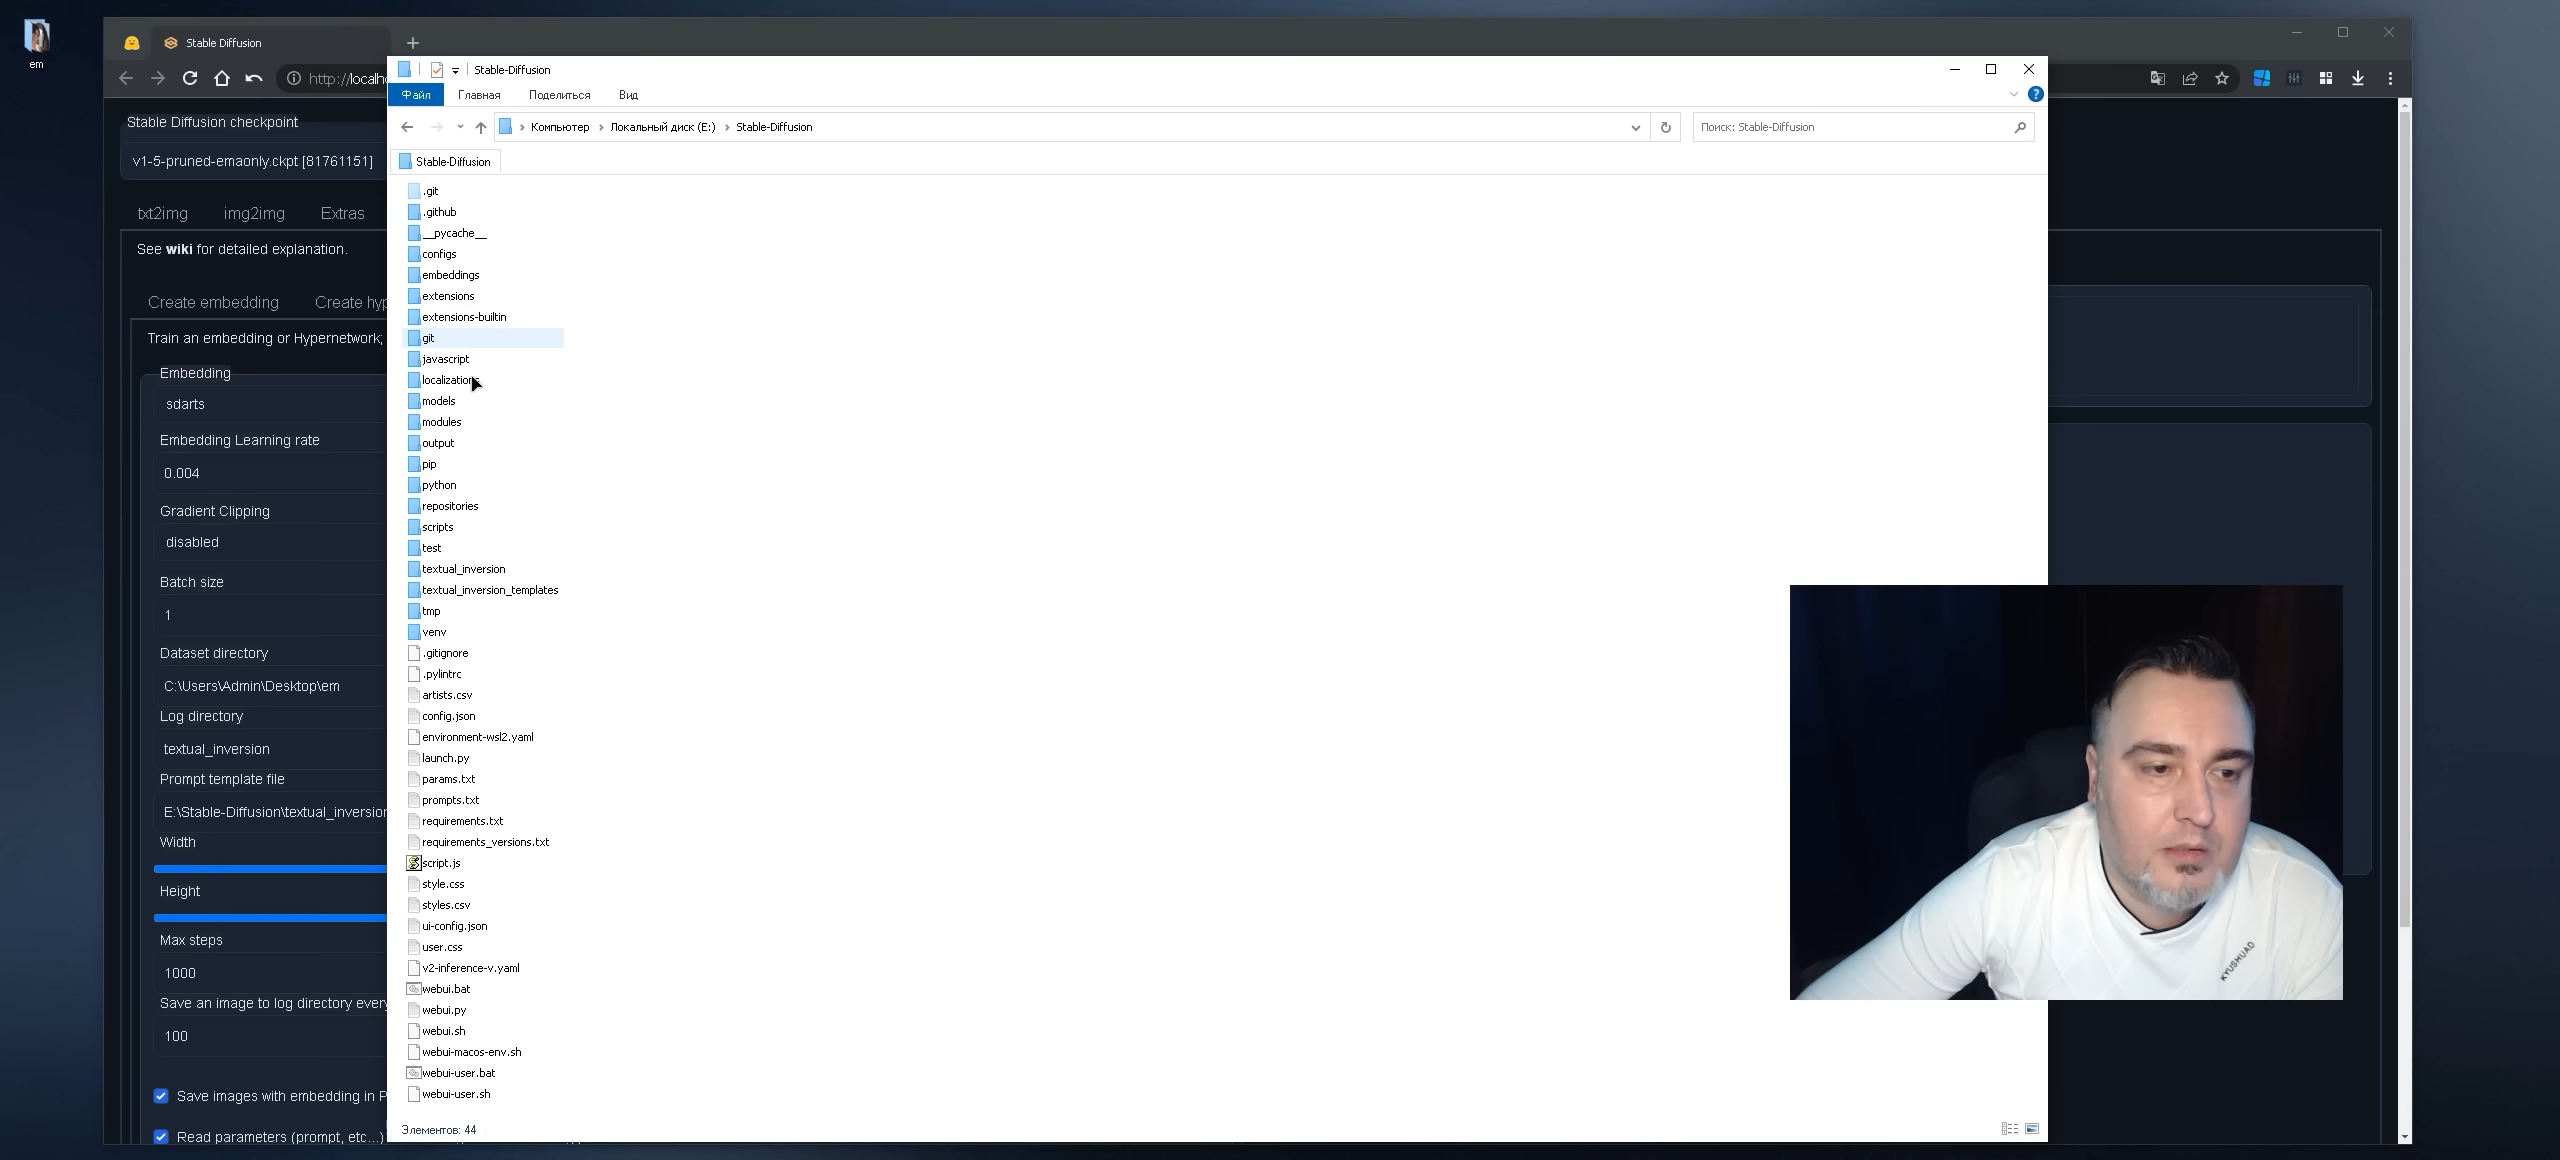 em
Stable Diffusion
http://localh
Stable Diffusion checkpoint
v1-5-pruned-emaonly.ckpt [81761151]
txt2img img2img Extras
See wiki for detailed explanation.
Create embedding Create hyp
Train an embedding or Hypernetwork;
Embedding
sdarts
Embedding Learning rate
0.004
Gradient Clipping
disabled
Batch size
1
Dataset directory
C:\Users\Admin\Desktop\em
Log directory
textual_inversion
Prompt template file
E:\Stable-Diffusion\textual_inversion
Width
Height
Max steps
1000
Save an image to log directory every
100
Save images with embedding in P
Read parameters (prompt, etc...)
Stable-Diffusion
Файл Главная Поделиться Вид
Компьютер Локальный диск (E:) Stable-Diffusion
Поиск: Stable-Diffusion
Stable-Diffusion
.git
.github
__pycache__
configs
embeddings
extensions
extensions-builtin
git
javascript
localizations
models
modules
output
pip
python
repositories
scripts
test
textual_inversion
textual_inversion_templates
tmp
venv
.gitignore
.pylintrc
artists.csv
config.json
environment-wsl2.yaml
launch.py
params.txt
prompts.txt
requirements.txt
requirements_versions.txt
script.js
style.css
styles.csv
ui-config.json
user.css
v2-inference-v.yaml
webui.bat
webui.py
webui.sh
webui-macos-env.sh
webui-user.bat
webui-user.sh
Элементов: 44
KYUSHUAD